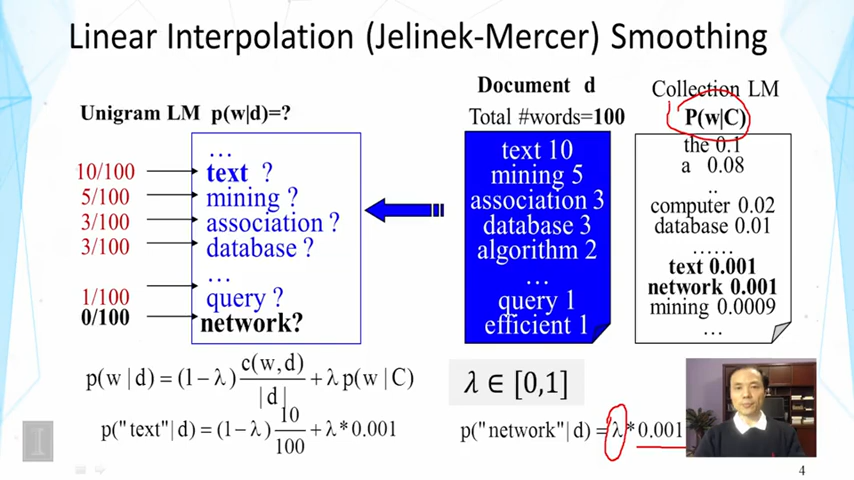 Linear Interpolation (Jelinek-Mercer) Smoothing
Unigram LM p(w|d)=?
10/100
5/100
3/100
3/100
1/100
0/100
…
text ?
mining ?
association ?
database ?
…
query ?
network?
Document d
Total #words=100
text 10
mining 5
association 3
database 3
algorithm 2
…
query 1
efficient 1
Collection LM
P(w|C)
the 0.1
a 0.08
..
computer 0.02
database 0.01
……
text 0.001
network 0.001
mining 0.0009
…
p(w | d) = (1 − λ) c(w,d) / | d | + λ p(w | C)
λ ∈ [0,1]
p("text"| d) = (1 − λ) 10 / 100 + λ * 0.001
p("network"| d) = λ * 0.001
I
4